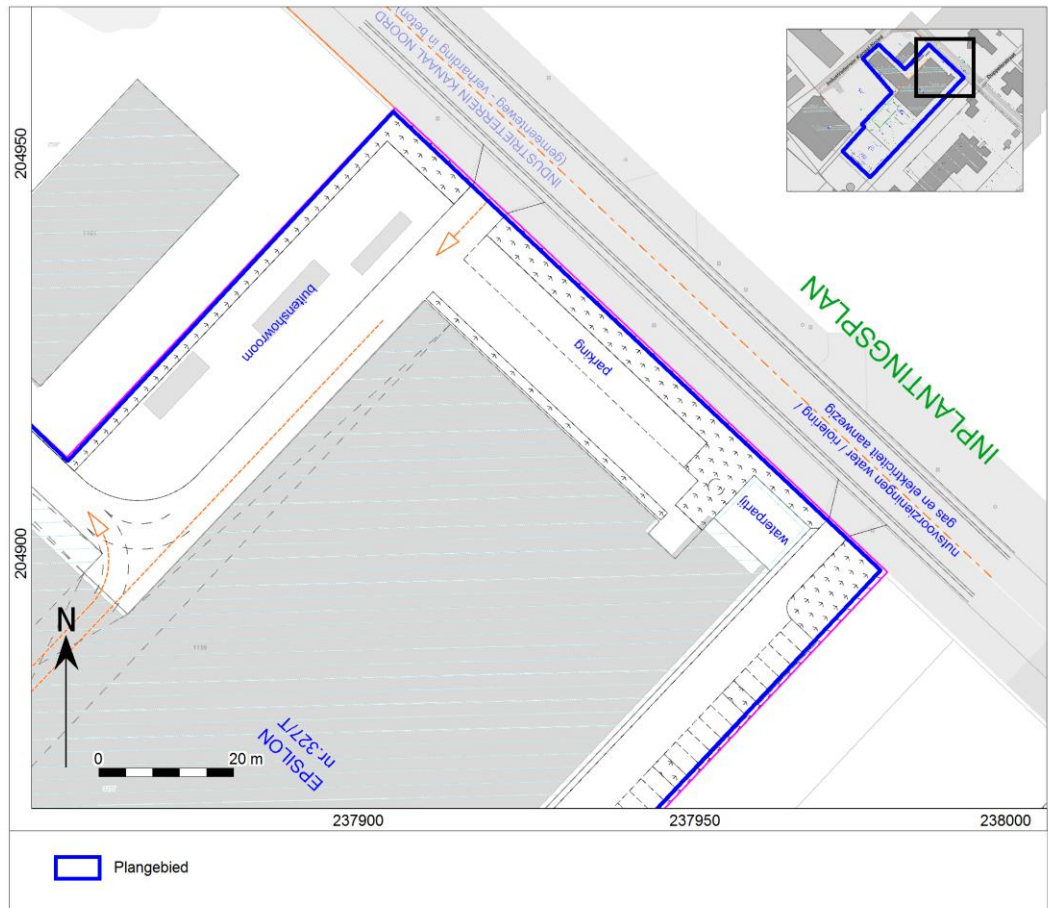 INDUSTRIETERREIN KANAAL NOORD
(gemeenteweg - verharding in beton)
INPLANTINGSPLAN
nutsvoorzieningen water / riolering /
gas en elektriciteit aanwezig
buitenshowroom
parking
waterpartij
EPSILON
nr.327/T
N
0 20 m
204950
204900
237900 237950 238000
Plangebied